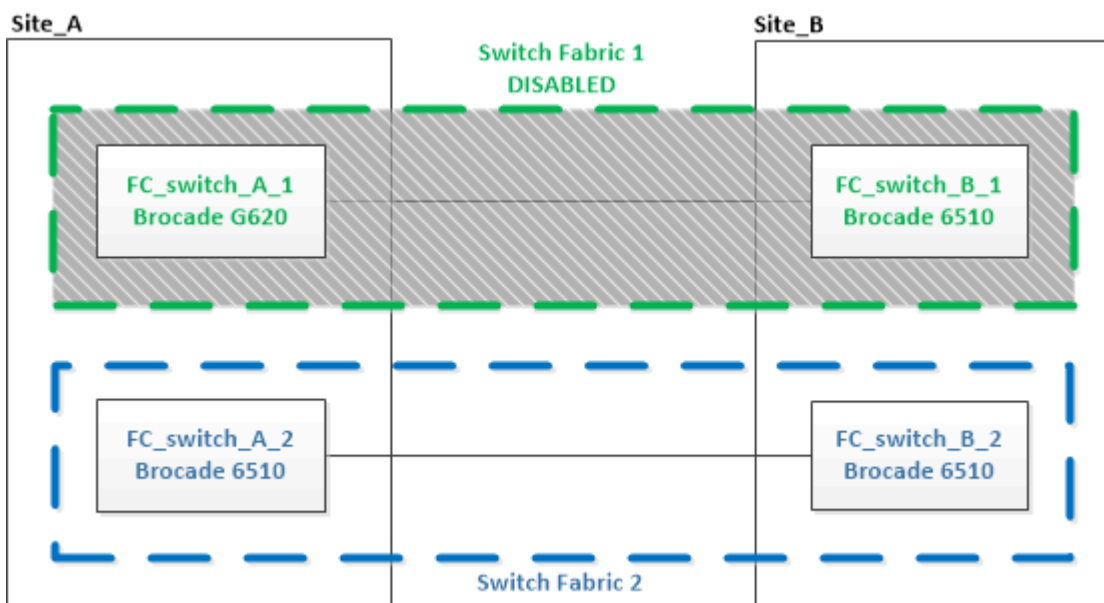 Site_A
Site_B
Switch Fabric 1
DISABLED
FC_switch_A_1
Brocade G620
FC_switch_B_1
Brocade 6510
FC_switch_A_2
Brocade 6510
FC_switch_B_2
Brocade 6510
Switch Fabric 2